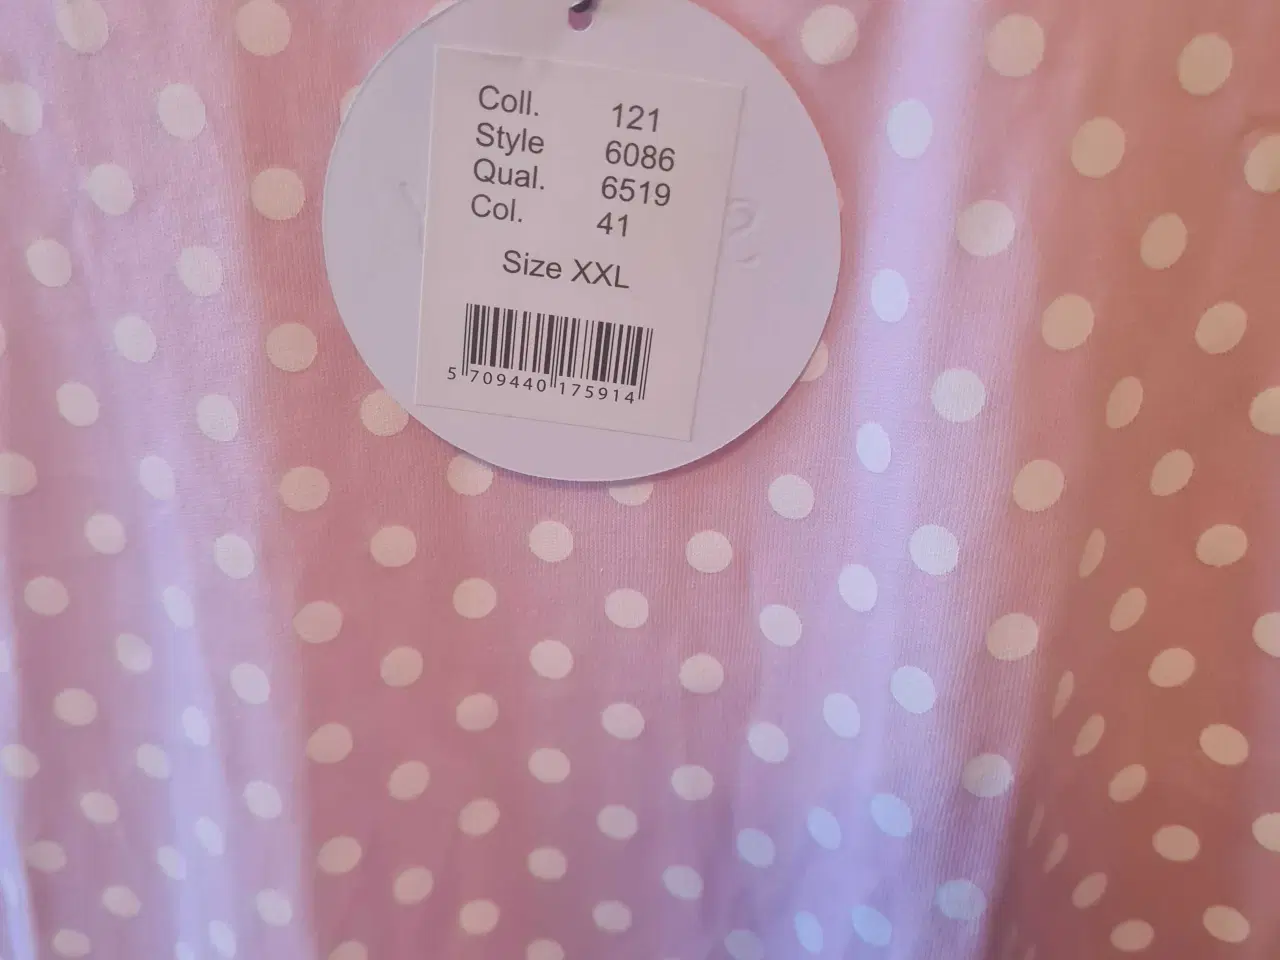 Coll. 121
Style 6086
Qual. 6519
Col. 41
Size XXL
5 709440 175914